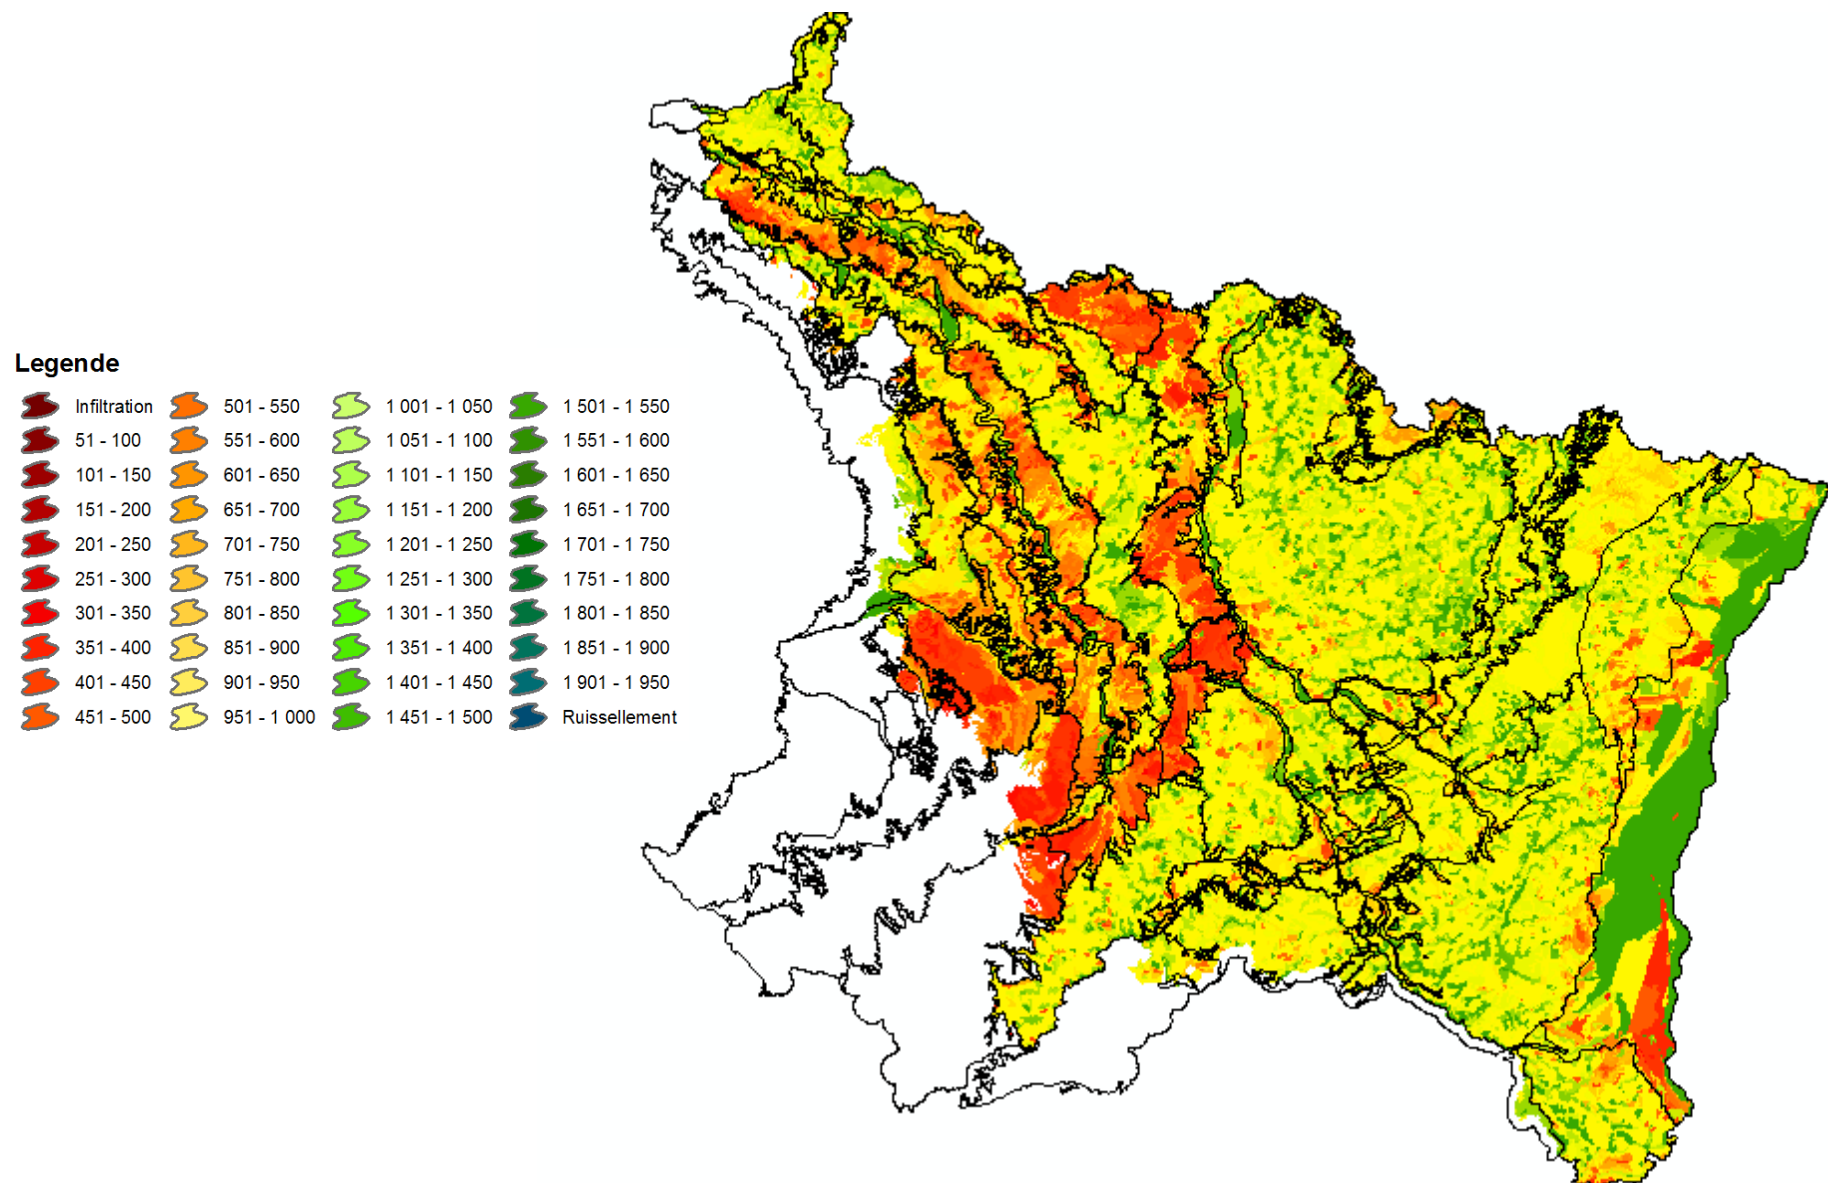 Legende
Infiltration 501 - 550 1 001 - 1 050 1 501 - 1 550
51 - 100 551 - 600 1 051 - 1 100 1 551 - 1 600
101 - 150 601 - 650 1 101 - 1 150 1 601 - 1 650
151 - 200 651 - 700 1 151 - 1 200 1 651 - 1 700
201 - 250 701 - 750 1 201 - 1 250 1 701 - 1 750
251 - 300 751 - 800 1 251 - 1 300 1 751 - 1 800
301 - 350 801 - 850 1 301 - 1 350 1 801 - 1 850
351 - 400 851 - 900 1 351 - 1 400 1 851 - 1 900
401 - 450 901 - 950 1 401 - 1 450 1 901 - 1 950
451 - 500 951 - 1 000 1 451 - 1 500 Ruissellement